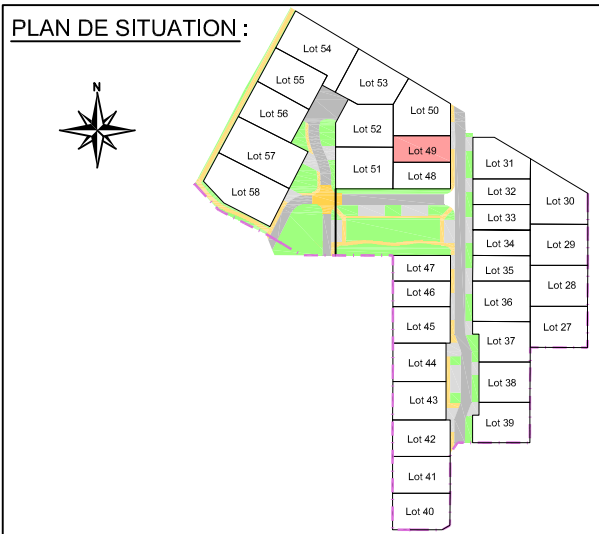 PLAN DE SITUATION :
N
Lot 54
Lot 55
Lot 53
Lot 56
Lot 50
Lot 52
Lot 57
Lot 49
Lot 51
Lot 48
Lot 58
Lot 31
Lot 32
Lot 30
Lot 33
Lot 34
Lot 29
Lot 47
Lot 35
Lot 28
Lot 46
Lot 36
Lot 45
Lot 27
Lot 37
Lot 44
Lot 38
Lot 43
Lot 39
Lot 42
Lot 41
Lot 40